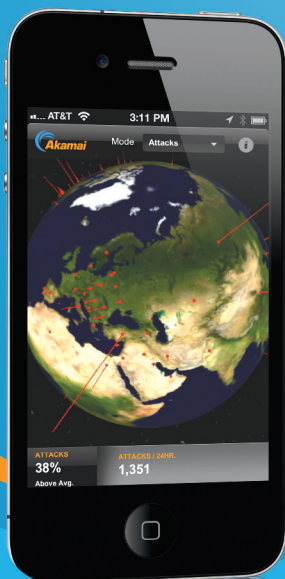 ... AT&T 3:11 PM
Akamai Mode Attacks i
ATTACKS ATTACKS / 24HR.
38% 1,351
Above Avg.